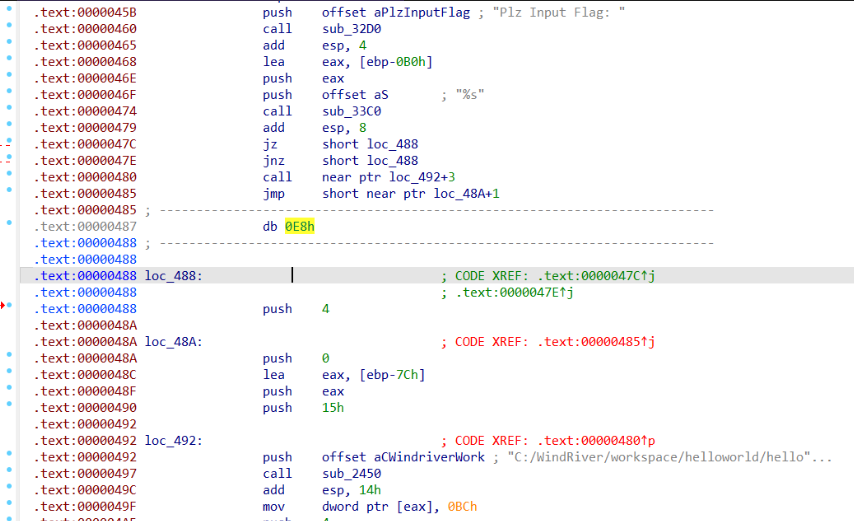 .text:0000045B push offset aPlzInputFlag ; "Plz Input Flag: "
.text:00000460 call sub_32D0
.text:00000465 add esp, 4
.text:00000468 lea eax, [ebp-0B0h]
.text:0000046E push eax
.text:0000046F push offset aS ; "%s"
.text:00000474 call sub_33C0
.text:00000479 add esp, 8
.text:0000047C jz short loc_488
.text:0000047E jnz short loc_488
.text:00000480 call near ptr loc_492+3
.text:00000485 jmp short near ptr loc_48A+1
.text:00000485 ; ---------------------------------------------------------------------------
.text:00000487 db 0E8h
.text:00000488 ; ---------------------------------------------------------------------------
.text:00000488
.text:00000488 loc_488: ; CODE XREF: .text:0000047C↑j
.text:00000488 ; .text:0000047E↑j
.text:00000488 push 4
.text:0000048A
.text:0000048A loc_48A: ; CODE XREF: .text:00000485↑j
.text:0000048A push 0
.text:0000048C lea eax, [ebp-7Ch]
.text:0000048F push eax
.text:00000490 push 15h
.text:00000492
.text:00000492 loc_492: ; CODE XREF: .text:00000480↑p
.text:00000492 push offset aCWindriverWork ; "C:/WindRiver/workspace/helloworld/hello"...
.text:00000497 call sub_2450
.text:0000049C add esp, 14h
.text:0000049F mov dword ptr [eax], 0BCh